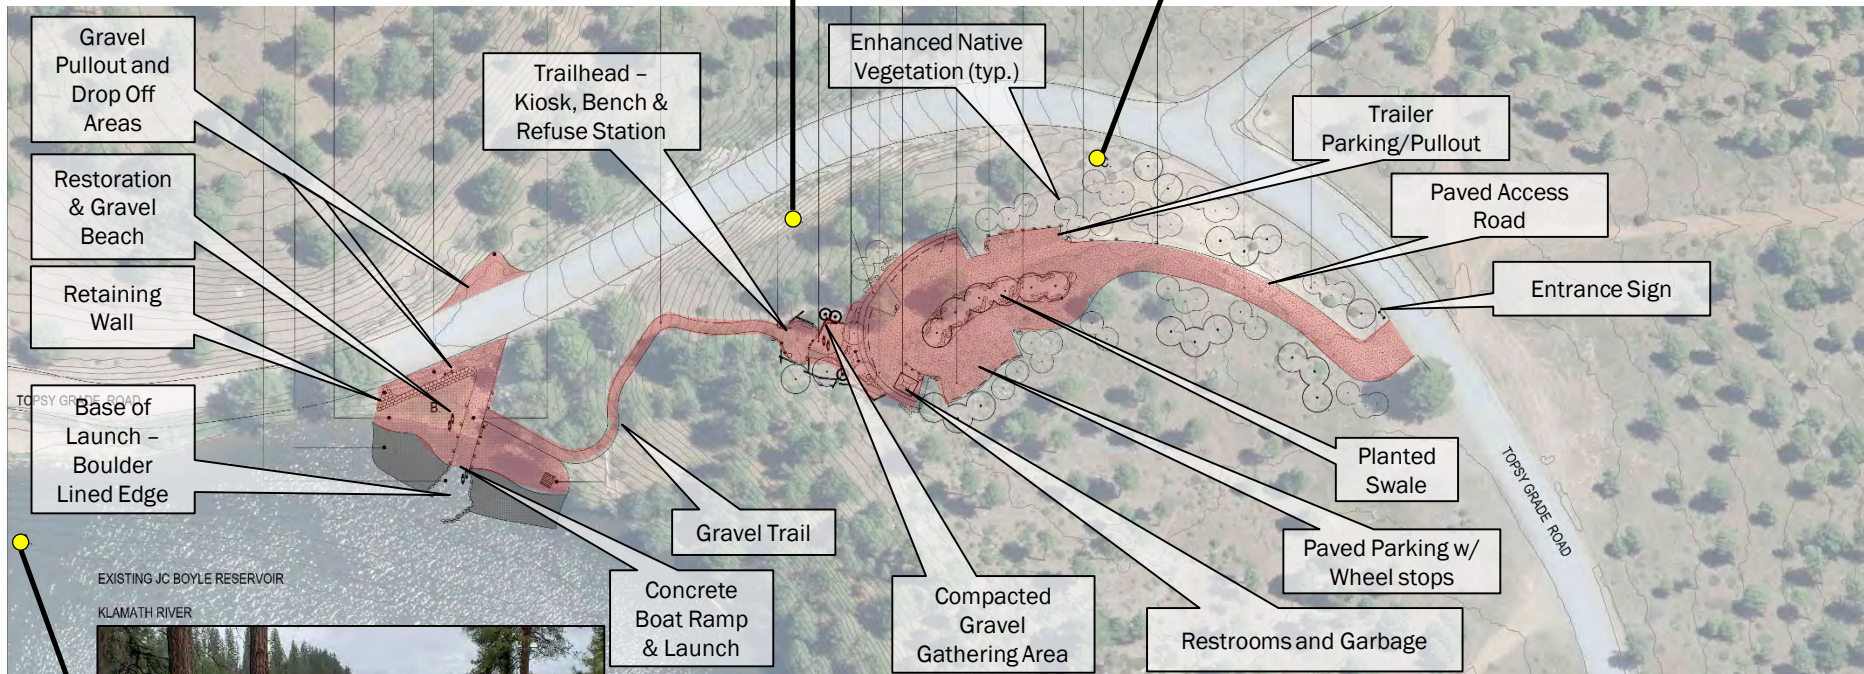 Gravel
Pullout and
Drop Off
Areas
Restoration
& Gravel
Beach
Retaining
Wall
Base of
Launch –
Boulder
Lined Edge
Trailhead –
Kiosk, Bench &
Refuse Station
Enhanced Native
Vegetation (typ.)
Trailer
Parking/Pullout
Paved Access
Road
Entrance Sign
Planted
Swale
Paved Parking w/
Wheel stops
Restrooms and Garbage
Compacted
Gravel
Gathering Area
Gravel Trail
Concrete
Boat Ramp
& Launch
TOPSY GRADE ROAD
TOPSY GRADE ROAD
B
EXISTING JC BOYLE RESERVOIR
KLAMATH RIVER